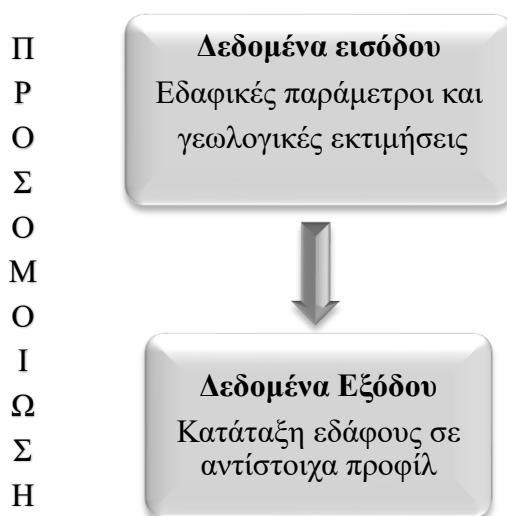 Π
Ρ
Ο
Σ
Ο
Μ
Ο
Ι
Ω
Σ
Η
Δεδομένα εισόδου
Εδαφικές παράμετροι και
γεωλογικές εκτιμήσεις
Δεδομένα Εξόδου
Κατάταξη εδάφους σε
αντίστοιχα προφίλ